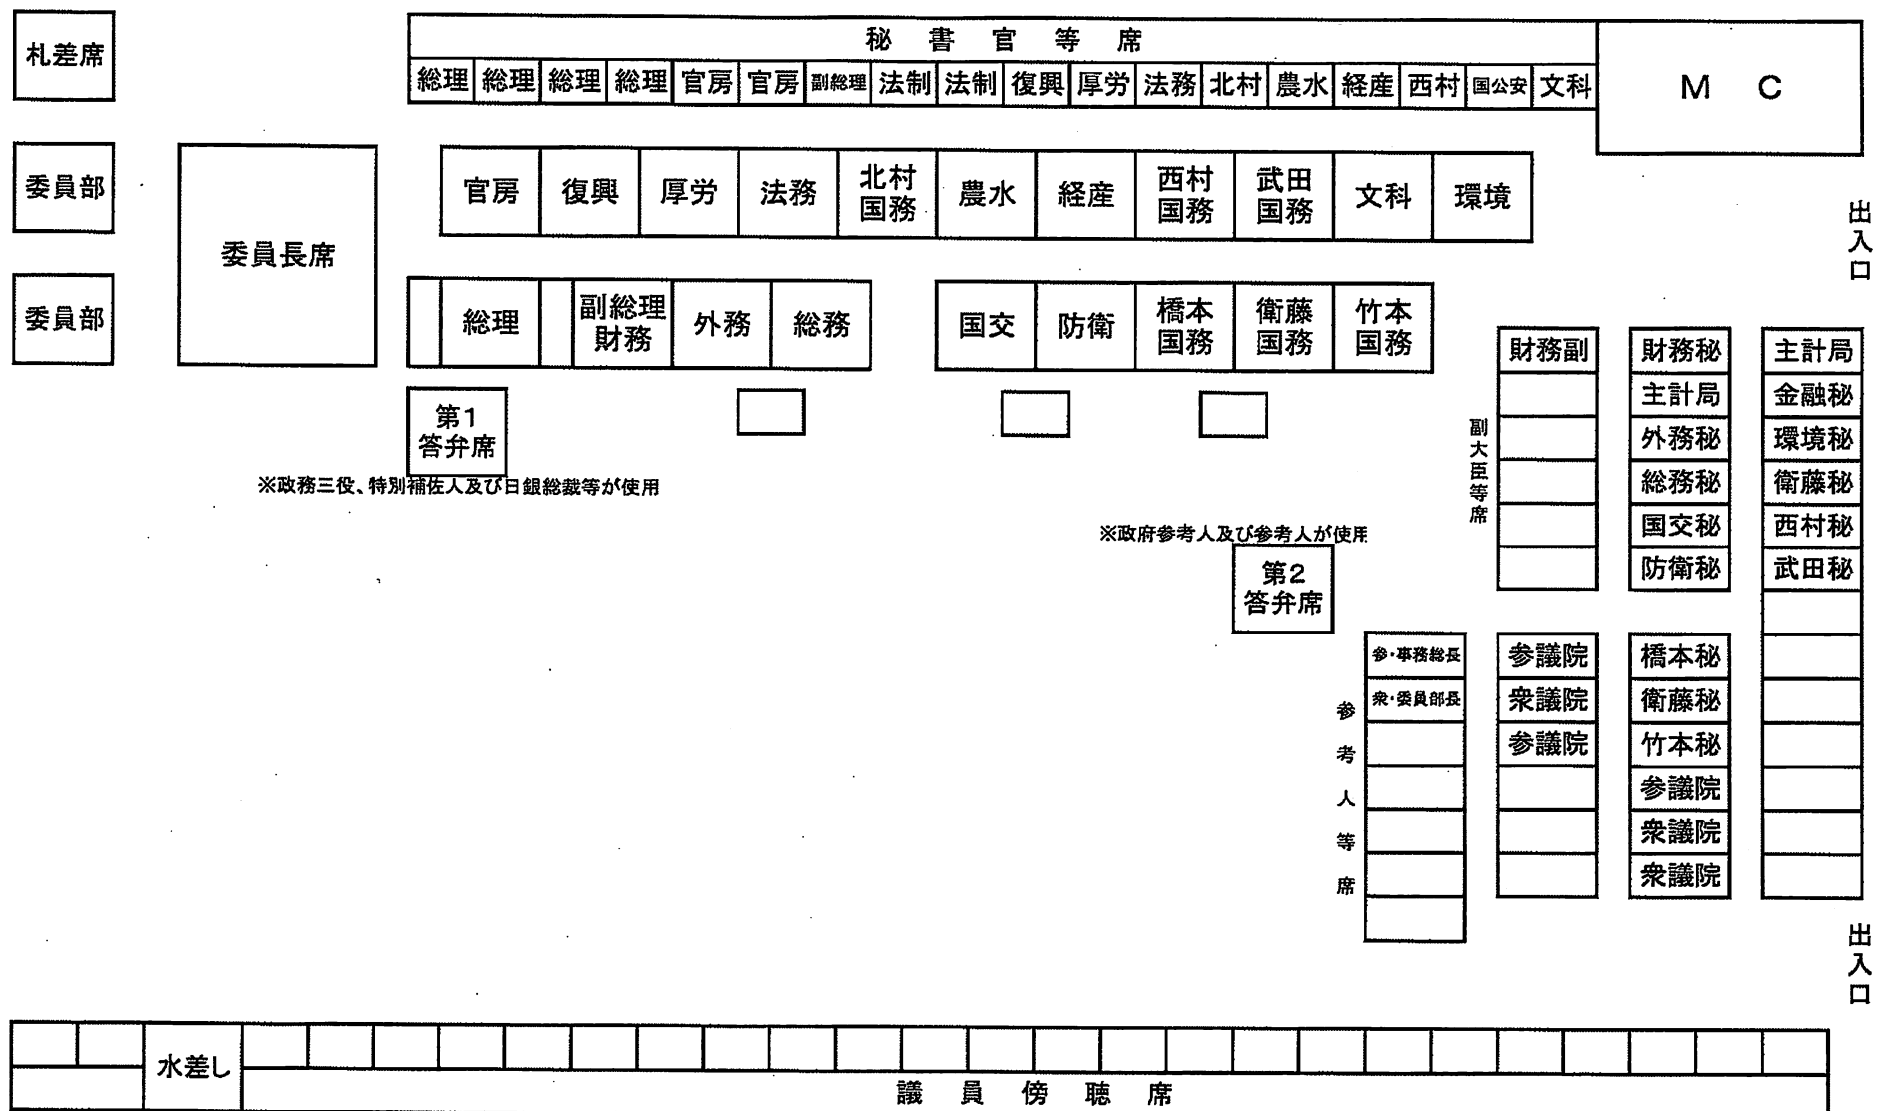 札差席
秘書官等席
総理 総理 総理 総理 官房 官房 副総理 法制 法制 復興 厚労 法務 北村 農水 経産 西村 国公安 文科
MC
委員部
委員部
委員長席
官房 復興 厚労 法務 北村国務 農水 経産 西村国務 武田国務 文科 環境
出入口
総理 副総理財務 外務 総務 国交 防衛 橋本国務 衛藤国務 竹本国務
第1
答弁席
※政務三役、特別補佐人及び日銀総裁等が使用
※政府参考人及び参考人が使用
第2
答弁席
副大臣等席
財務副
財務秘
主計局
外務秘
総務秘
国交秘
防衛秘
主計局
金融秘
環境秘
衛藤秘
西村秘
武田秘
参考人等席
参・事務総長
衆・委員部長
参議院
衆議院
参議院
橋本秘
衛藤秘
竹本秘
参議院
衆議院
衆議院
出入口
水差し
議員傍聴席